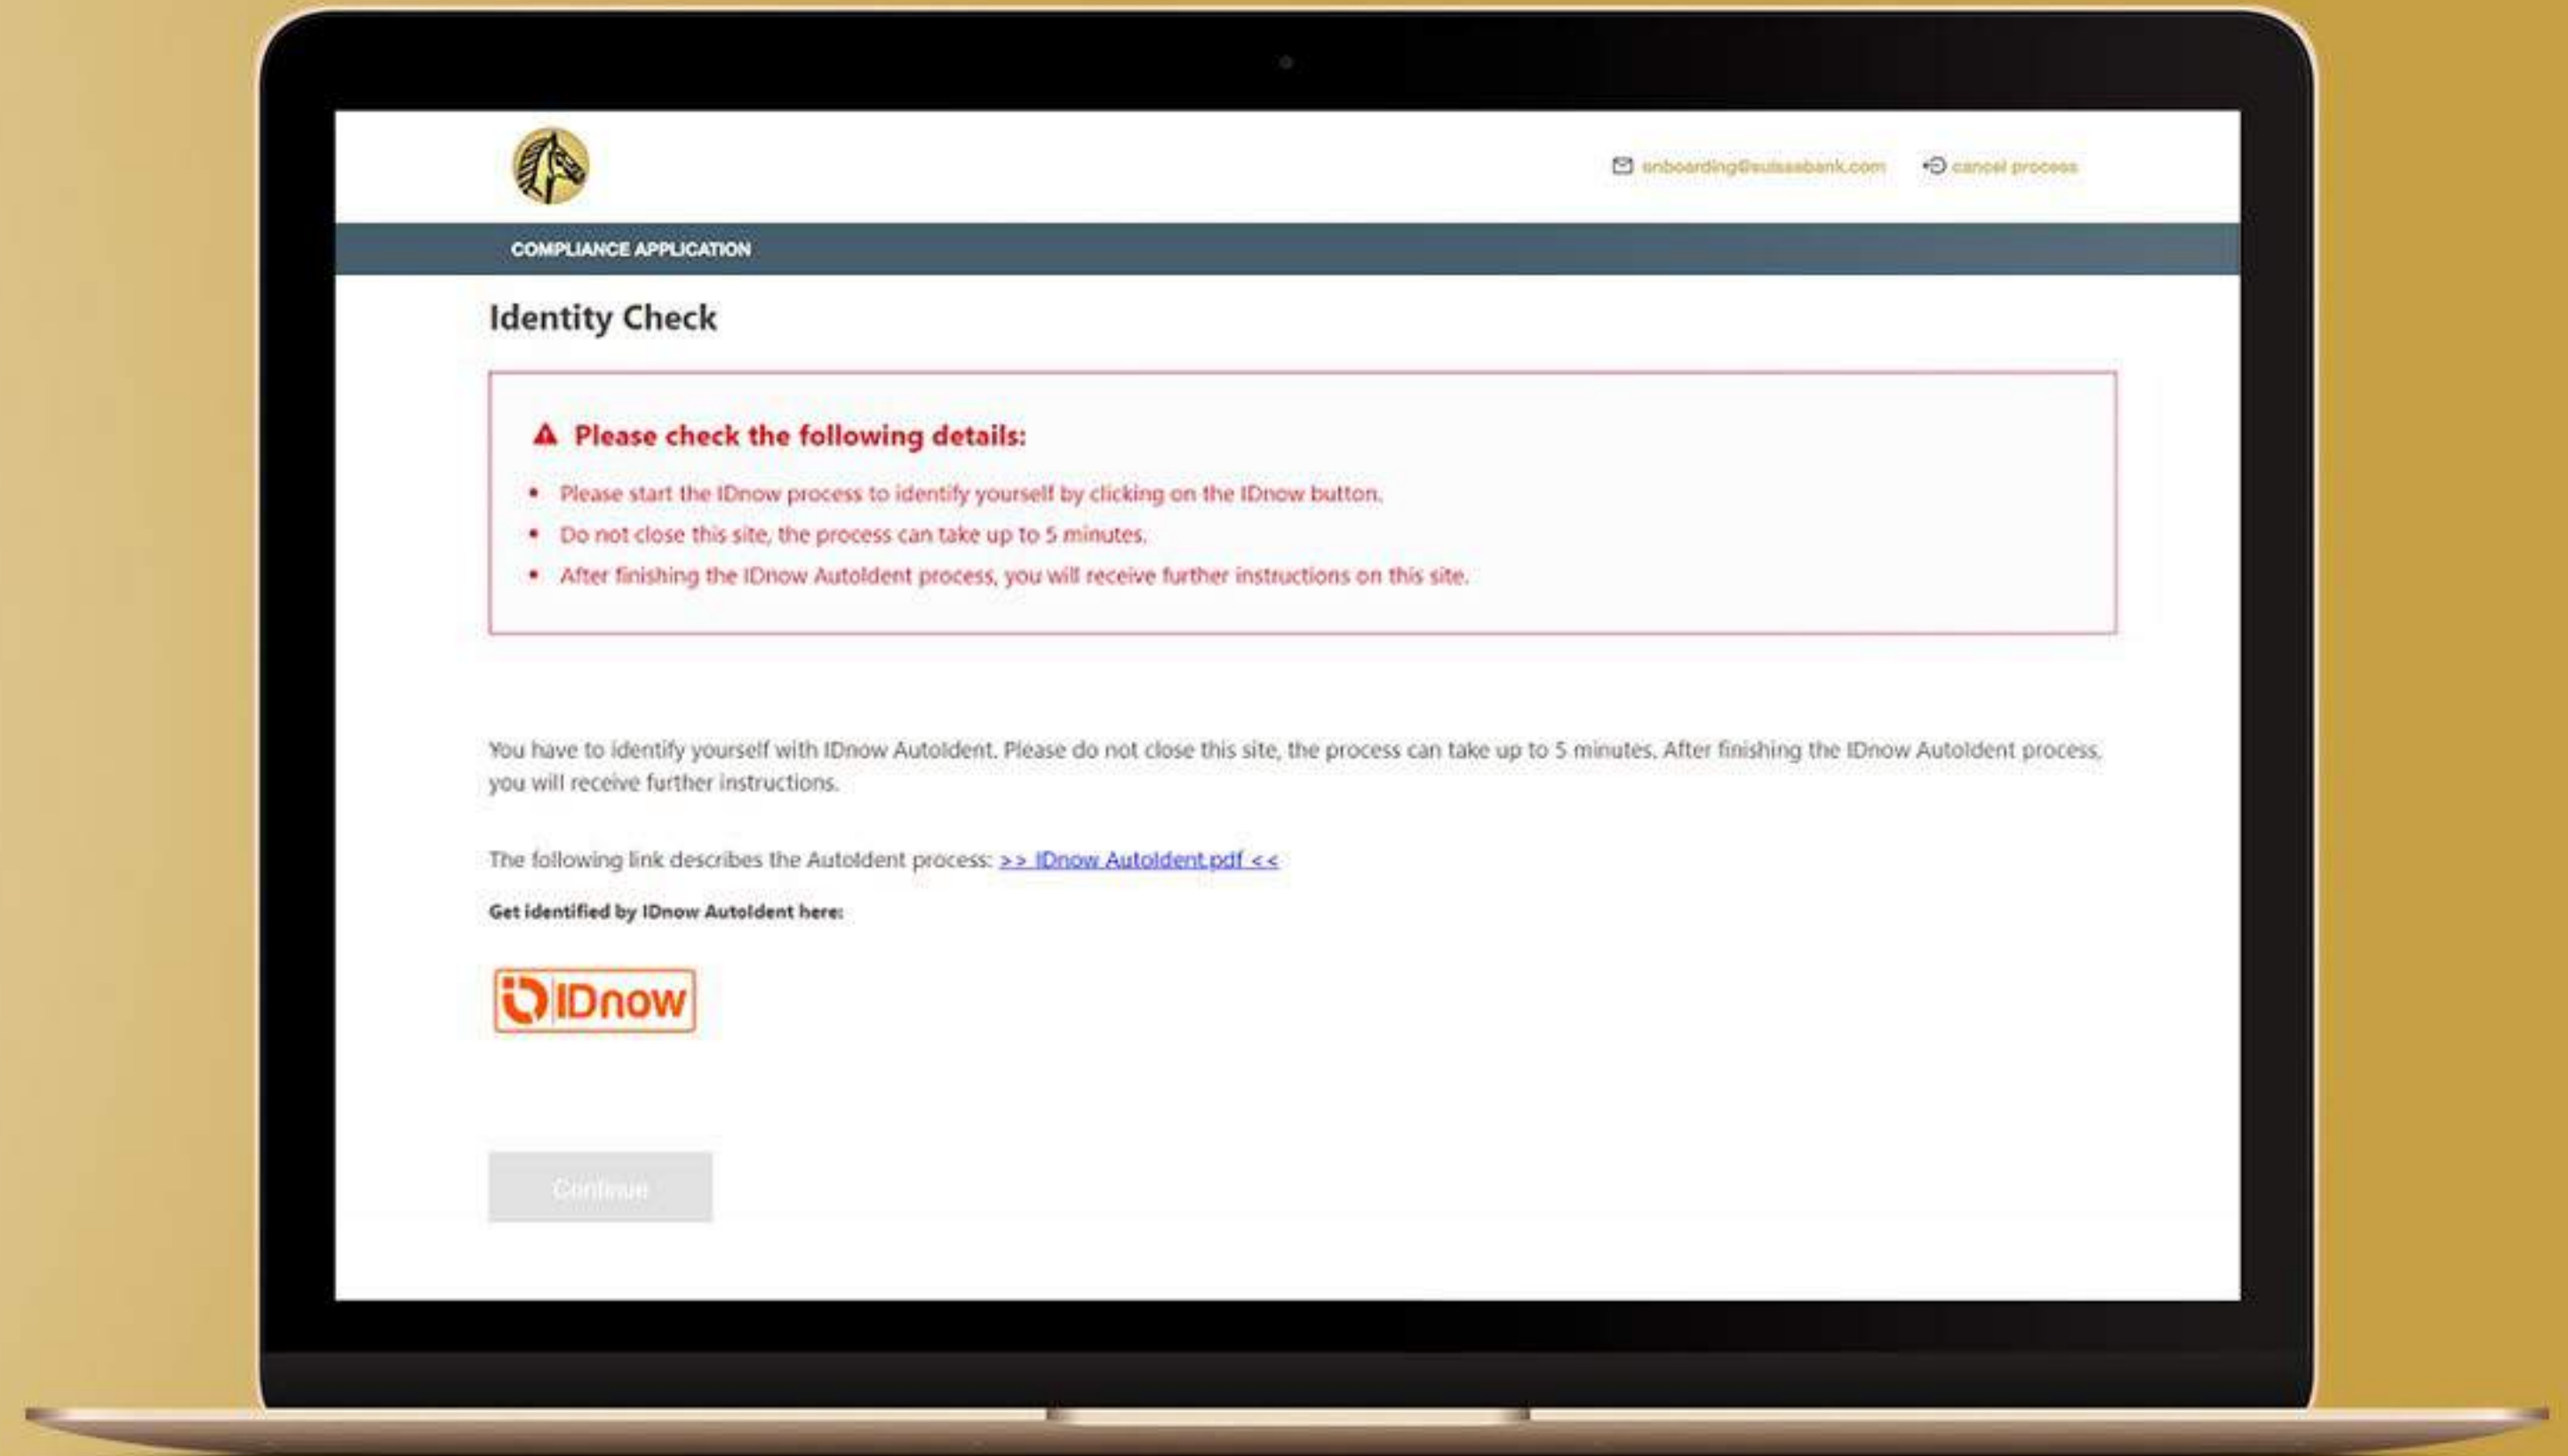 onboarding@suissebank.com cancel process
COMPLIANCE APPLICATION
Identity Check
Please check the following details:
• Please start the IDnow process to identify yourself by clicking on the IDnow button.
• Do not close this site, the process can take up to 5 minutes.
• After finishing the IDnow AutoIdent process, you will receive further instructions on this site.
You have to identify yourself with IDnow AutoIdent. Please do not close this site, the process can take up to 5 minutes. After finishing the IDnow AutoIdent process,
you will receive further instructions.
The following link describes the AutoIdent process: >> IDnow AutoIdent.pdf <<
Get identified by IDnow AutoIdent here:
IDnow
Continue